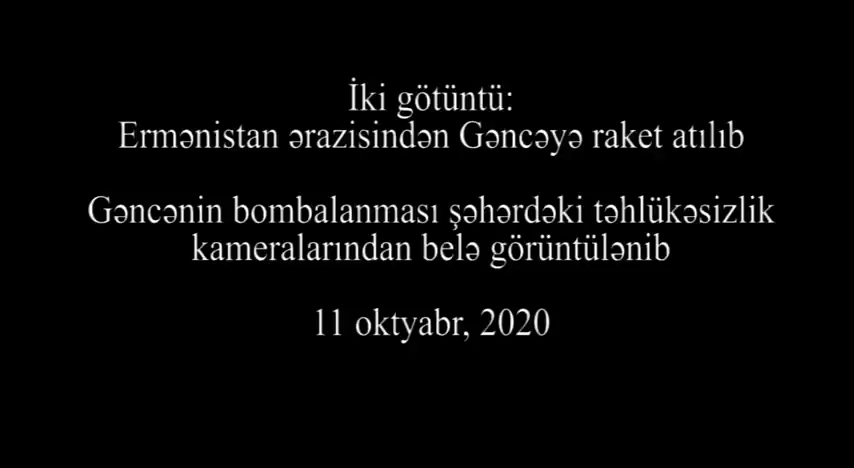 İki götüntü:
Ermənistan ərazisindən Gəncəyə raket atılıb
Gəncənin bombalanması şəhərdəki təhlükəsizlik
kameralarından belə görüntülənib
11 oktyabr, 2020